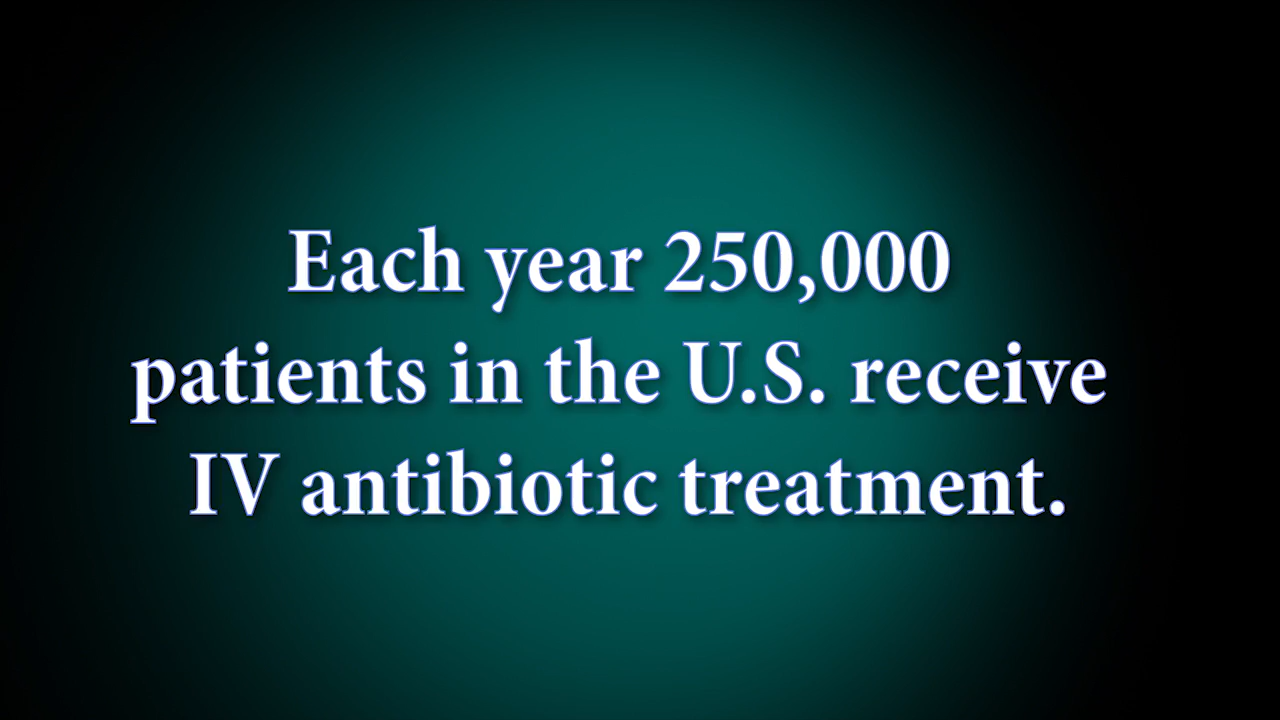 Each year 250,000
patients in the U.S. receive
IV antibiotic treatment.